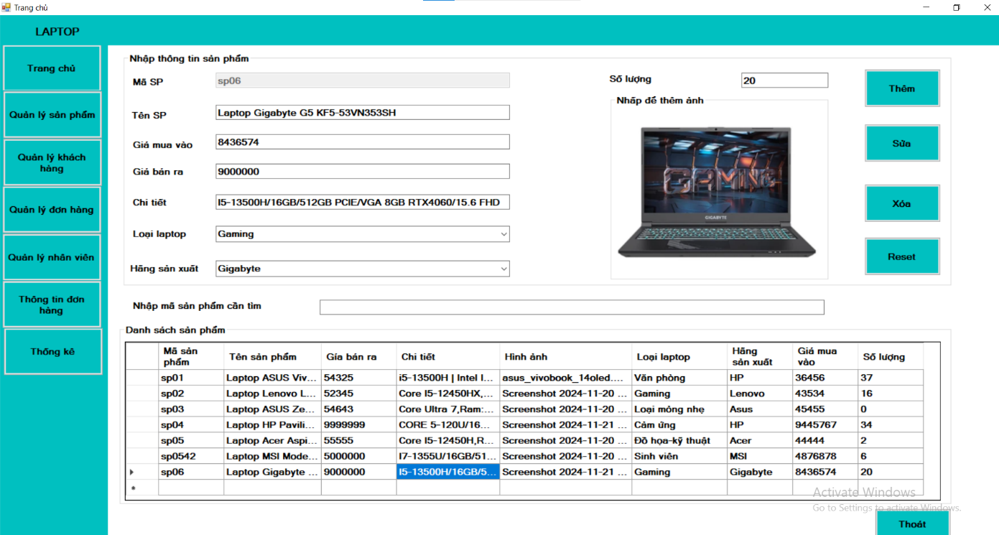 Trang chủ
LAPTOP
Trang chủ
Quản lý sản phẩm
Quản lý khách
hàng
Quản lý đơn hàng
Quản lý nhân viên
Thông tin đơn
hàng
Thống kê
Nhập thông tin sản phẩm
Mã SP sp06
Tên SP Laptop Gigabyte G5 KF5-53VN353SH
Giá mua vào 8436574
Giá bán ra 9000000
Chi tiết I5-13500H/16GB/512GB PCIE/VGA 8GB RTX4060/15.6 FHD
Loại laptop Gaming
Hãng sản xuất Gigabyte
Số lượng 20
Nhấp để thêm ảnh
GAMING
GIGABYTE
Thêm
Sửa
Xóa
Reset
Nhập mã sản phẩm cần tìm
Danh sách sản phẩm
Mã sản phẩm Tên sản phẩm Gía bán ra Chi tiết Hình ảnh Loại laptop Hãng sản xuất Giá mua vào Số lượng
sp01 Laptop ASUS Viv... 54325 i5-13500H | Intel I... asus_vivobook_14oled.... Văn phòng HP 36456 37
sp02 Laptop Lenovo L... 52345 Core I5-12450HX,... Screenshot 2024-11-20 ... Gaming Lenovo 43534 16
sp03 Laptop ASUS Ze... 54643 Core Ultra 7,Ram:... Screenshot 2024-11-20 ... Loại mỏng nhẹ Asus 45455 0
sp04 Laptop HP Pavili... 9999999 CORE 5-120U/16... Screenshot 2024-11-21 ... Cảm ứng HP 9445767 34
sp05 Laptop Acer Aspi... 55555 Core I5-12450H,R... Screenshot 2024-11-20 ... Đồ họa-kỹ thuật Acer 44444 2
sp0542 Laptop MSI Mode... 5000000 I7-1355U/16GB/51... Screenshot 2024-11-20 ... Sinh viên MSI 4876878 6
sp06 Laptop Gigabyte ... 9000000 I5-13500H/16GB/5... Screenshot 2024-11-21 ... Gaming Gigabyte 8436574 20
Activate Windows
Go to Settings to activate Windows.
Thoát